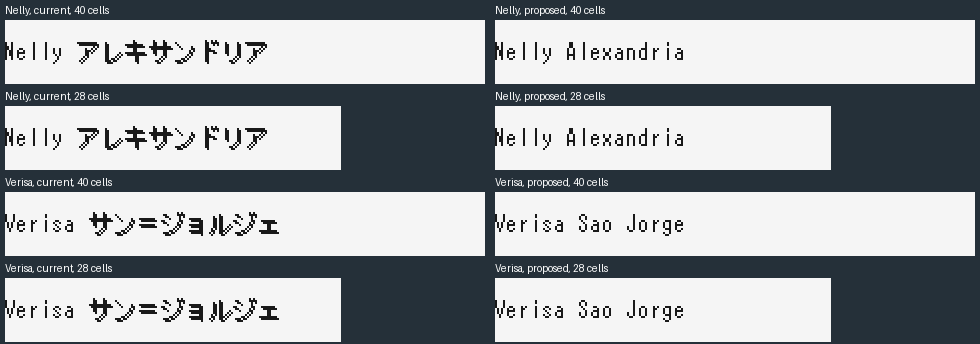 Nelly, current, 40 cells
Nelly アレキサンドリア
Nelly, proposed, 40 cells
Nelly Alexandria
Nelly, current, 28 cells
Nelly アレキサンドリア
Nelly, proposed, 28 cells
Nelly Alexandria
Verisa, current, 40 cells
Verisa サン=ジョルジェ
Verisa, proposed, 40 cells
Verisa Sao Jorge
Verisa, current, 28 cells
Verisa サン=ジョルジェ
Verisa, proposed, 28 cells
Verisa Sao Jorge